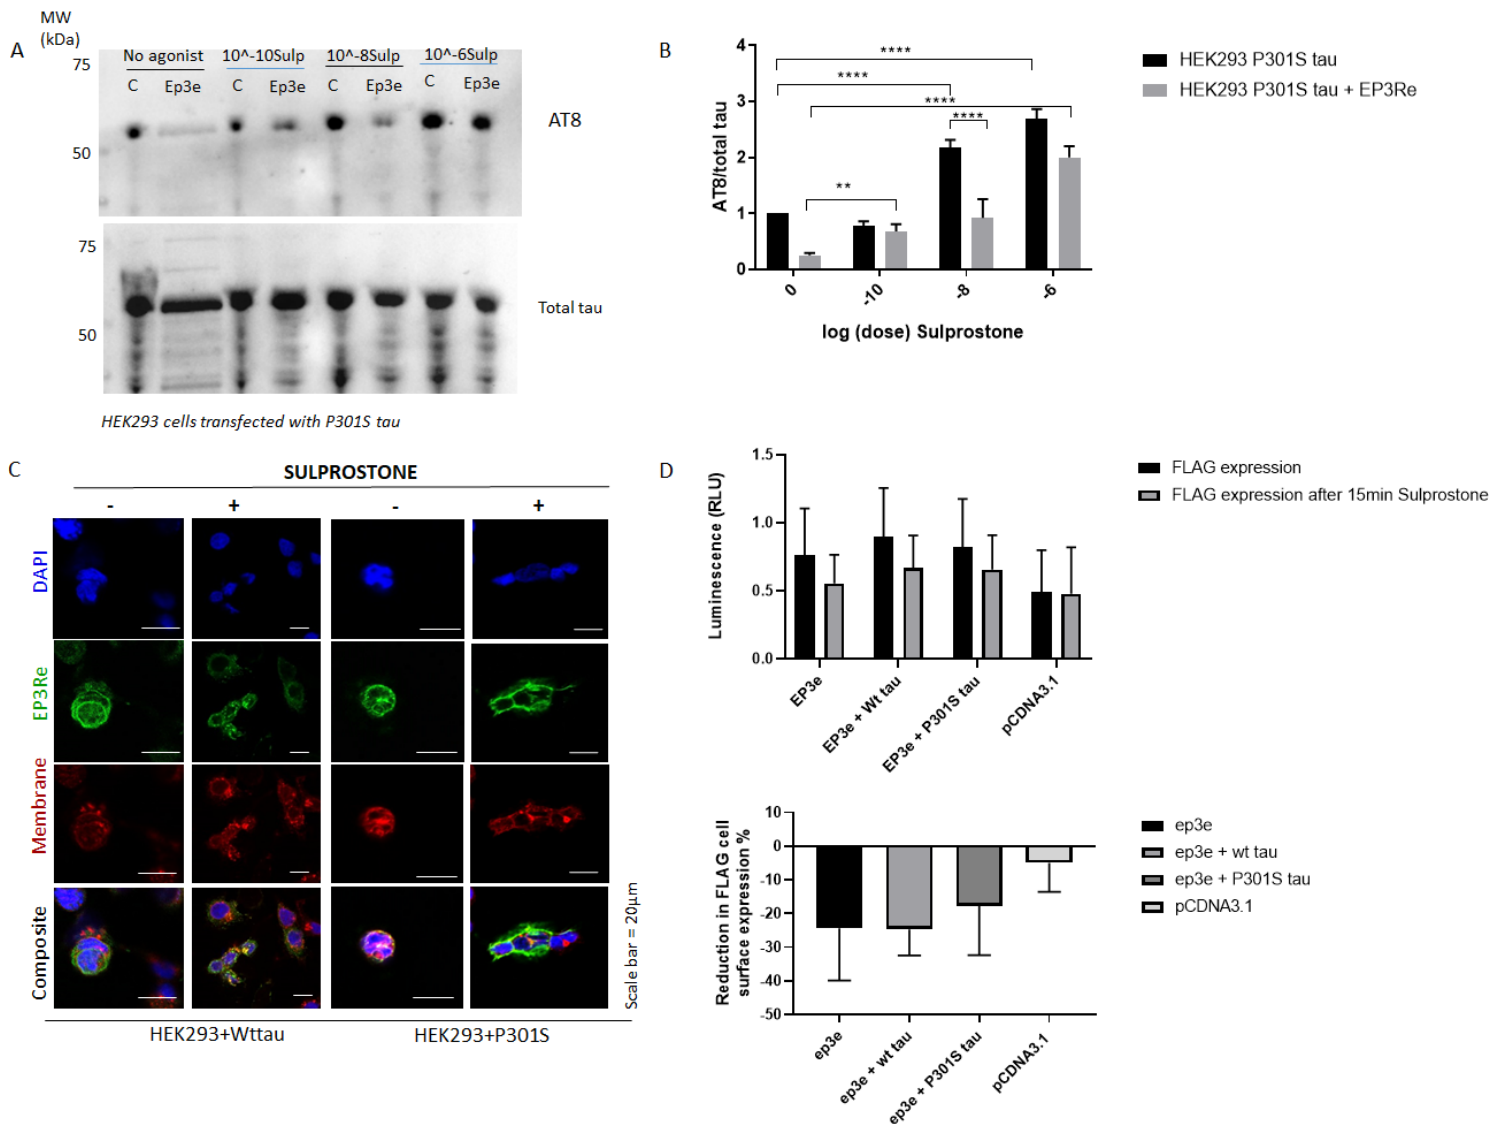 A
MW
(kDa)
75
50
No agonist 10^-10Sulp 10^-8Sulp 10^-6Sulp
C Ep3e C Ep3e C Ep3e C Ep3e
AT8
75
50
Total tau
HEK293 cells transfected with P301S tau
B
4
3
2
1
0
AT8/total tau
****
****
****
****
**
0 -10 -8 -6
log (dose) Sulprostone
HEK293 P301S tau
HEK293 P301S tau + EP3Re
C
SULPROSTONE
- + - +
DAPI
EP3Re
Membrane
Composite
Scale bar = 20µm
HEK293+Wttau HEK293+P301S
D
1.5
1.0
0.5
0.0
Luminescence (RLU)
EP3e
EP3e + Wt tau
EP3e + P301S tau
pCDNA3.1
FLAG expression
FLAG expression after 15min Sulprostone
10
0
-10
-20
-30
-40
-50
Reduction in FLAG cell
surface expression %
ep3e
ep3e + wt tau
ep3e + P301S tau
pCDNA3.1
ep3e
ep3e + wt tau
ep3e + P301S tau
pCDNA3.1